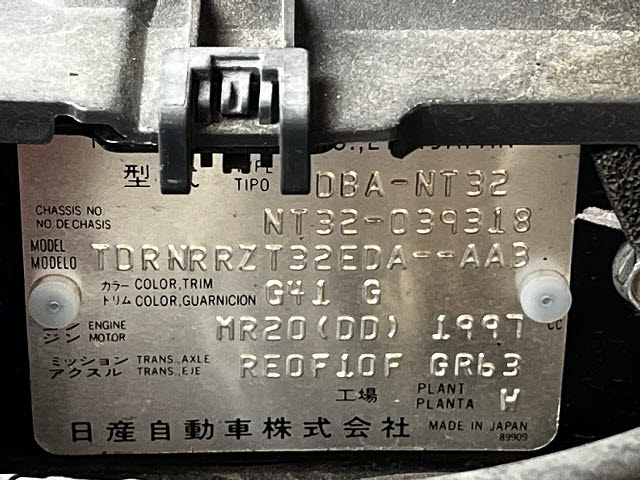 型 TIPO DBA-NT32
CHASSIS NO. NT32-039318
NO. DE CHASIS
MODEL TDRNRRZT32EDA--AA3
MODELO
カラー COLOR, TRIM G41 G
トリム COLOR, GUARNICION
ENGINE MR20(DD) 1997 CC
ジン MOTOR
ミッション TRANS., AXLE RE0F10F GR63
アクスル TRANS., EJE
工場 PLANT W
PLANTA
日産自動車株式会社 MADE IN JAPAN
89909